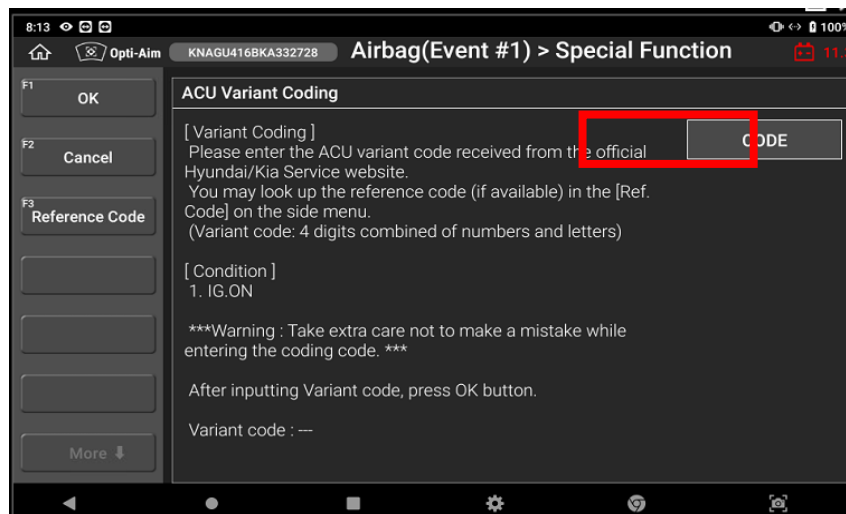 8:13 100%
Opti-Aim KNAGU416BKA332728 Airbag(Event #1) > Special Function 11.
F1 OK
F2 Cancel
F3 Reference Code
More
ACU Variant Coding
CODE
[ Variant Coding ]
Please enter the ACU variant code received from the official
Hyundai/Kia Service website.
You may look up the reference code (if available) in the [Ref.
Code] on the side menu.
(Variant code: 4 digits combined of numbers and letters)
[ Condition ]
1. IG.ON
***Warning : Take extra care not to make a mistake while
entering the coding code. ***
After inputting Variant code, press OK button.
Variant code : ---